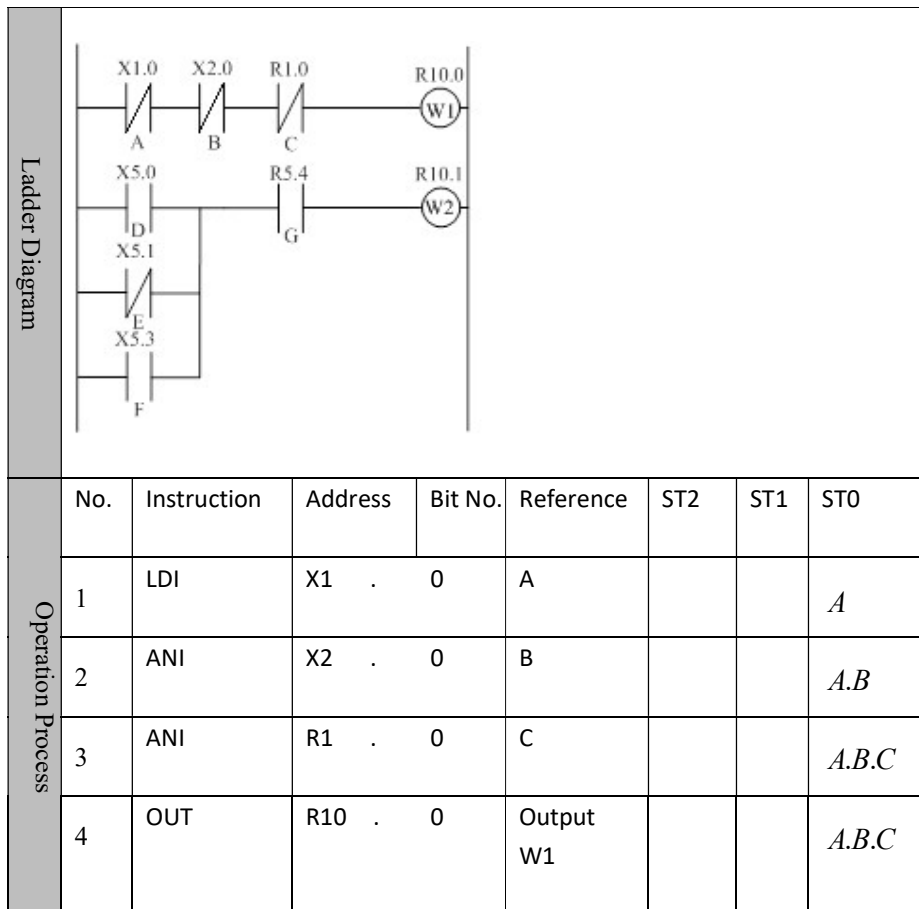 Ladder Diagram
X1.0 X2.0 R1.0 R10.0
W1
A B C
X5.0 R5.4 R10.1
W2
D G
X5.1
E
X5.3
F
Operation Process
No. Instruction Address Bit No. Reference ST2 ST1 ST0
1 LDI X1 . 0 A A
2 ANI X2 . 0 B A.B
3 ANI R1 . 0 C A.B.C
4 OUT R10 . 0 Output A.B.C
W1